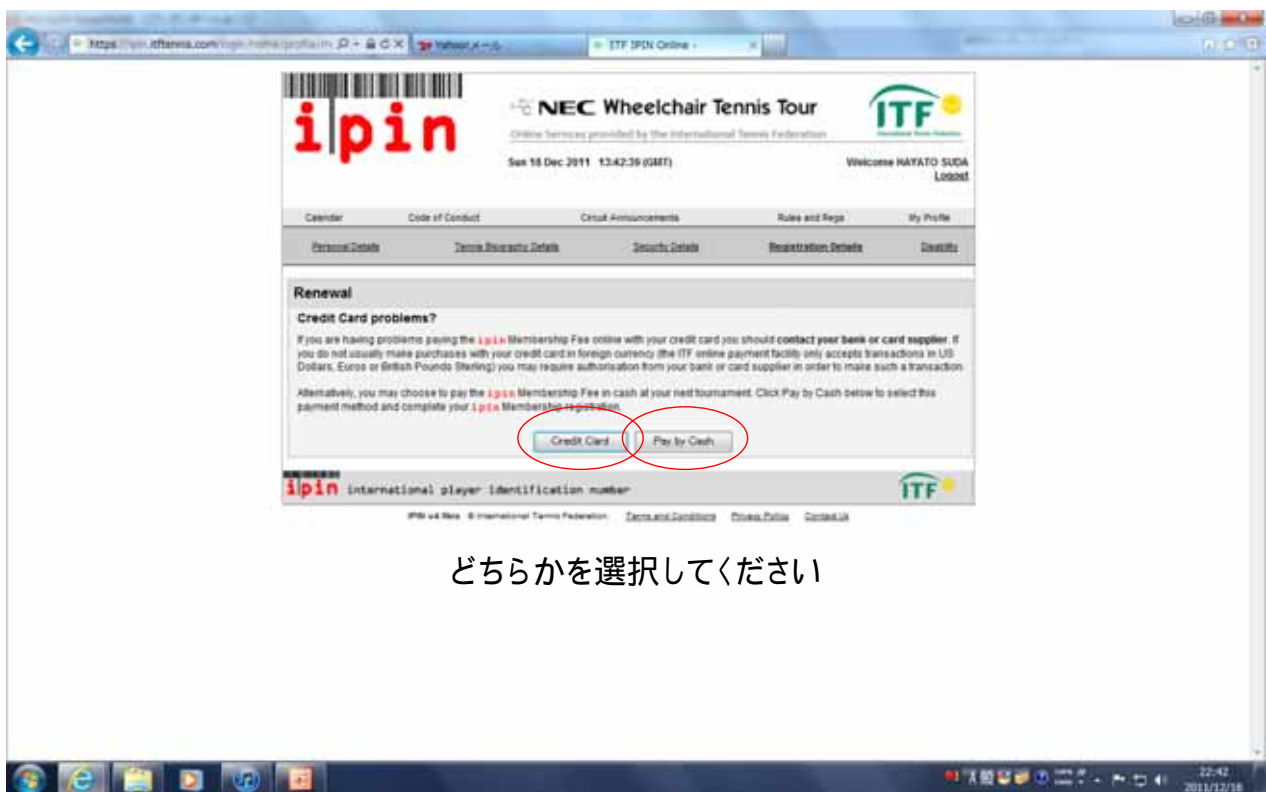 ITF IPIN Online -
ipin
NEC Wheelchair Tennis Tour
ITF
Online Services provided by the International Tennis Federation
Sun 18 Dec 2011 13:42:39 (GMT)
Welcome HAYATO SUDA
Logout
Calendar Code of Conduct Circuit Announcements Rules and Regs My Profile
Personal Details Tennis Biography Details Security Details Registration Details Disability
Renewal
Credit Card problems?
If you are having problems paying the ipin Membership Fee online with your credit card you should contact your bank or card supplier. If
you do not usually make purchases with your credit card in foreign currency (the ITF online payment facility only accepts transactions in US
Dollars, Euros or British Pounds Sterling) you may require authorisation from your bank or card supplier in order to make such a transaction
Alternatively, you may choose to pay the ipin Membership Fee in cash at your next tournament. Click Pay by Cash below to select this
payment method and complete your ipin Membership registration.
Credit Card Pay by Cash
ipin international player identification number ITF
© International Tennis Federation Terms and Conditions Privacy Policy Contact Us
どちらかを選択してください
22:42
2011/12/18